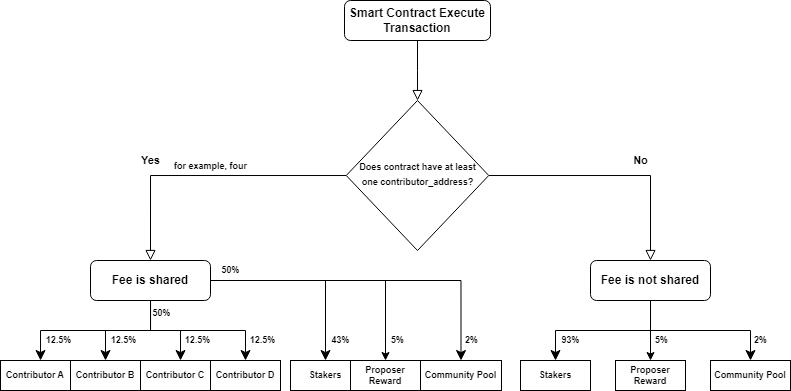 Smart Contract Execute
Transaction
Does contract have at least
one contributor_address?
Yes
for example, four
No
Fee is shared
50%
Fee is not shared
50%
12.5%
12.5%
12.5%
12.5%
43%
5%
2%
93%
5%
2%
Contributor A
Contributor B
Contributor C
Contributor D
Stakers
Proposer
Reward
Community Pool
Stakers
Proposer
Reward
Community Pool